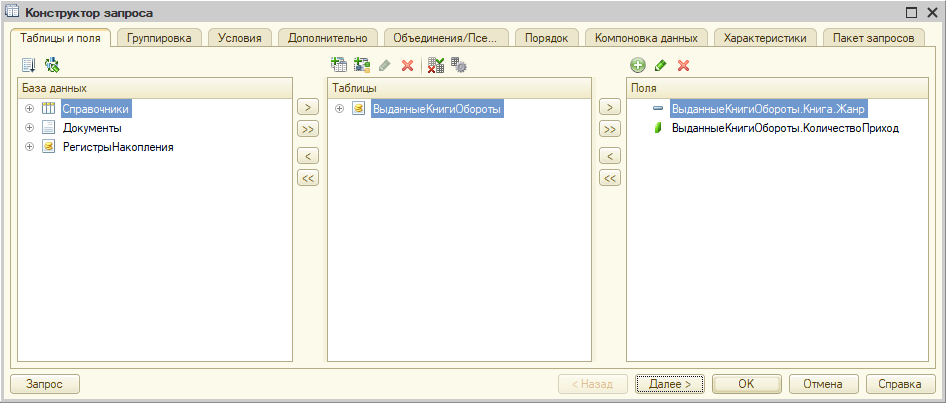 Конструктор запроса
Таблицы и поля
Группировка
Условия
Дополнительно
Объединения/Псе...
Порядок
Компоновка данных
Характеристики
Пакет запросов
База данных
Справочники
Документы
РегистрыНакопления
>
>>
<
<<
Таблицы
ВыданныеКнигиОбороты
>
>>
<
<<
Поля
ВыданныеКнигиОбороты.Книга.Жанр
ВыданныеКнигиОбороты.КоличествоПриход
Запрос
< Назад
Далее >
ОК
Отмена
Справка